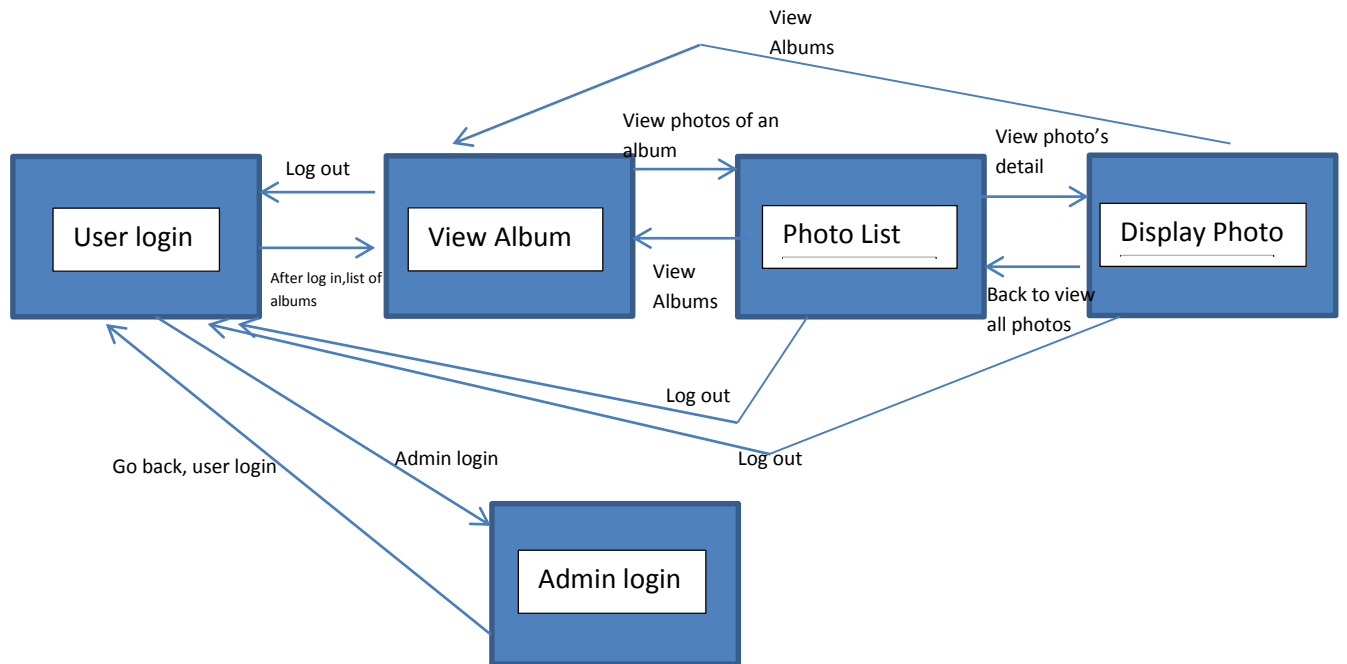 View
Albums
View photos of an
album
View photo’s
detail
Log out
User login
View Album
Photo List
Display Photo
After log in,list of
albums
View
Albums
Back to view
all photos
Log out
Log out
Go back, user login
Admin login
Admin login